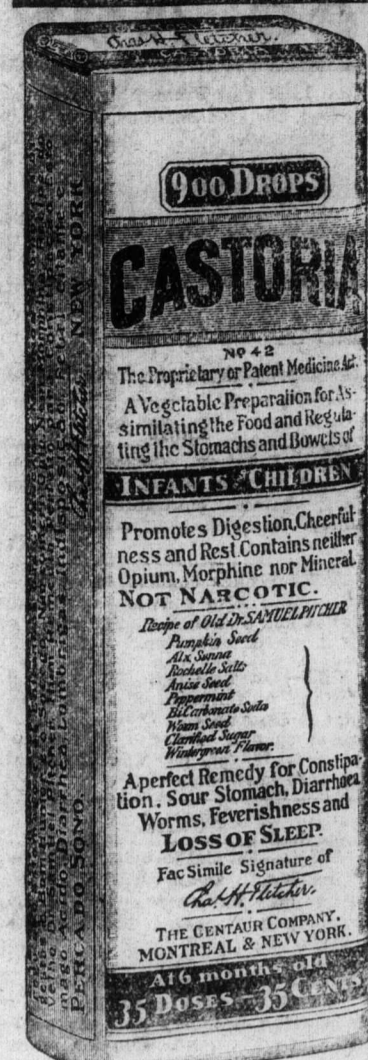 Chas H. Fletcher.
900 DROPS
CASTORIA
Nº 42
The Proprietary or Patent Medicine Act.
A Vegetable Preparation for As-
similating the Food and Regula-
ting the Stomachs and Bowels of
INFANTS CHILDREN
Promotes Digestion, Cheerful-
ness and Rest. Contains neither
Opium, Morphine nor Mineral.
NOT NARCOTIC.
Recipe of Old Dr. SAMUEL PITCHER
Pumpkin Seed
Alx. Senna
Rochelle Salts
Anise Seed
Peppermint
Bi Carbonate Soda
Worm Seed
Clarified Sugar
Wintergreen Flavor.
A perfect Remedy for Constipa-
tion, Sour Stomach, Diarrhoea
Worms, Feverishness and
LOSS OF SLEEP.
Fac Simile Signature of
Chas. H. Fletcher.
THE CENTAUR COMPANY.
MONTREAL & NEW YORK.
At 6 months old
35 DOSES – 35 CENTS
NEW YORK